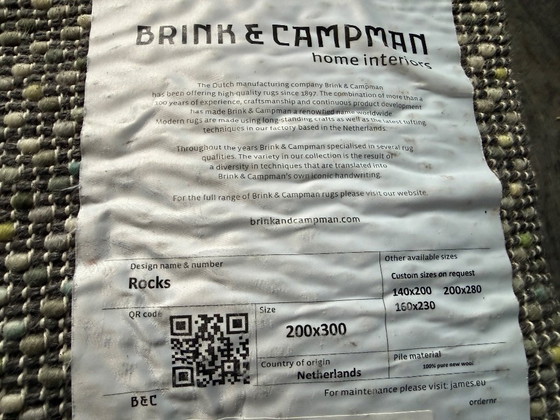 BRINK & CAMPMAN
home interiors
The Dutch manufacturing company Brink & Campman
has been offering high-quality rugs since 1897. The combination of more than a
100 years of experience, craftsmanship and continuous product development
has made Brink & Campman a renowned name worldwide.
Modern rugs are made using long-standing crafts as well as the latest tufting
techniques in our factory based in the Netherlands.
Throughout the years Brink & Campman specialised in several rug
qualities. The variety in our collection is the result of
a diversity in techniques that are translated into
Brink & Campman's own iconic handwriting.
For the full range of Brink & Campman rugs please visit our website.
brinkandcampman.com
Design name & number
Rocks
Other available sizes
Custom sizes on request
140x200 200x280
160x230
QR code
Size
200x300
Country of origin
Netherlands
Pile material
100% pure new wool
B&C
For maintenance please visit: james.eu
ordernr